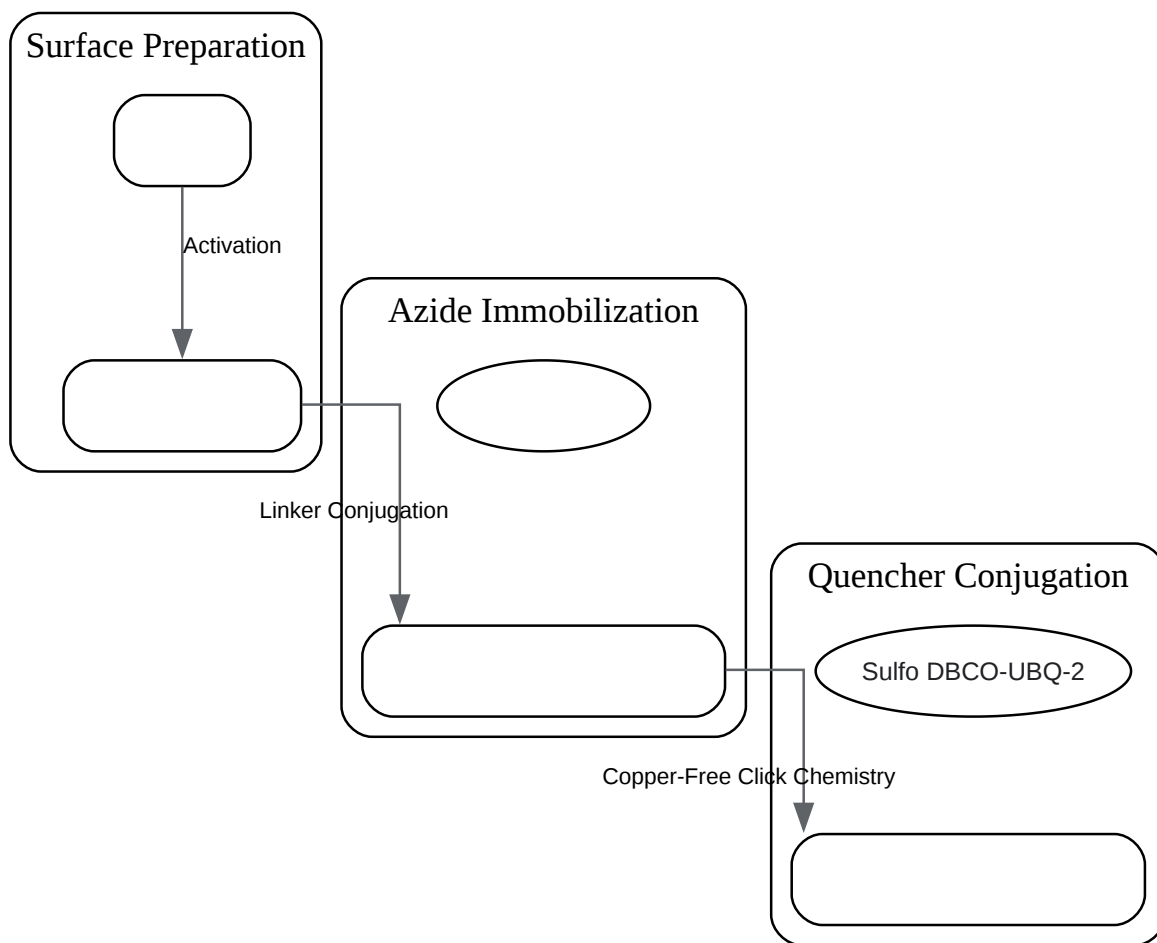 Surface Preparation
Activation
Azide Immobilization
Linker Conjugation
Quencher Conjugation
Sulfo DBCO-UBQ-2
Copper-Free Click Chemistry